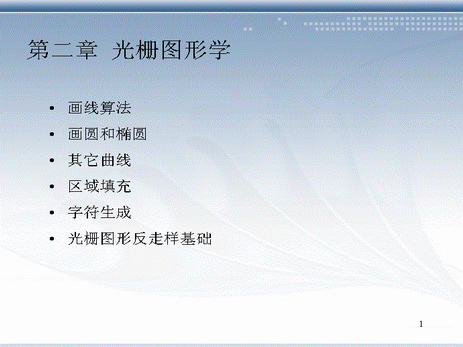 第二章 光栅图形学
• 画线算法
• 画圆和椭圆
• 其它曲线
• 区域填充
• 字符生成
• 光栅图形反走样基础
1